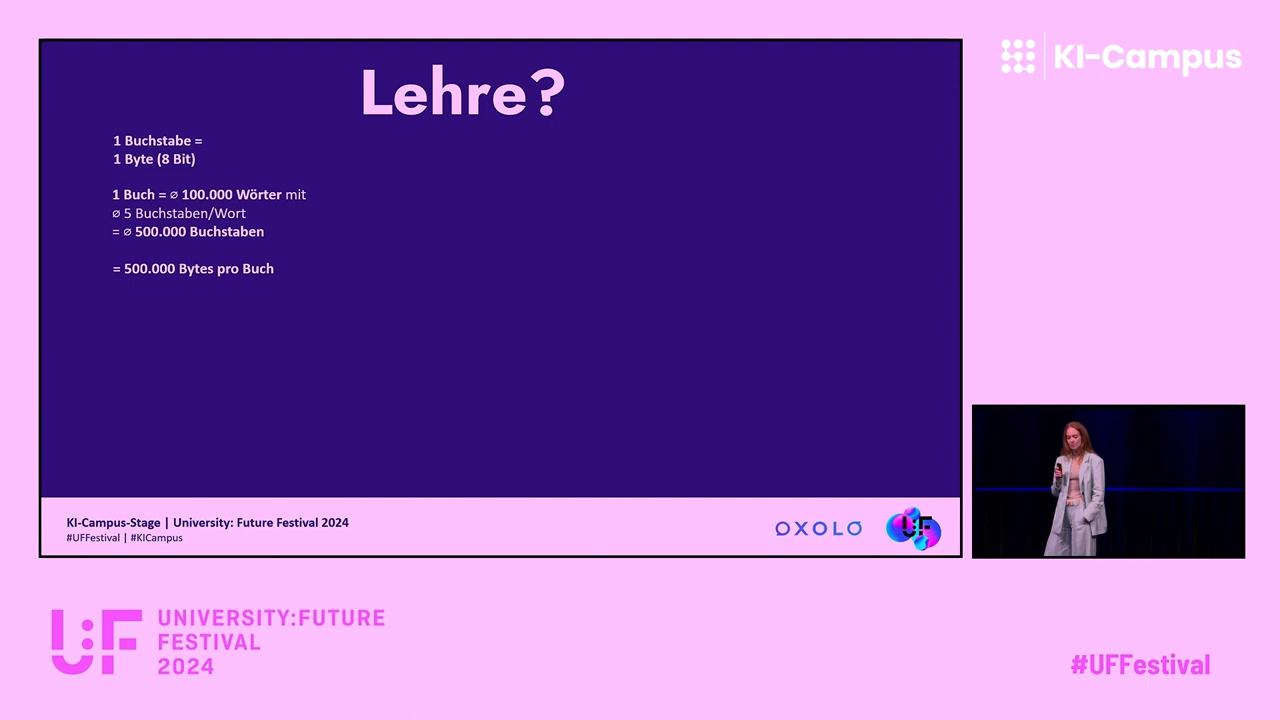 KI-Campus
Lehre?
1 Buchstabe =
1 Byte (8 Bit)
1 Buch = ⌀ 100.000 Wörter mit
⌀ 5 Buchstaben/Wort
= ⌀ 500.000 Buchstaben
= 500.000 Bytes pro Buch
KI-Campus-Stage | University: Future Festival 2024
#UFFestival | #KICampus
OXOLO
U:F
U:F
UNIVERSITY:FUTURE
FESTIVAL
2024
#UFFestival